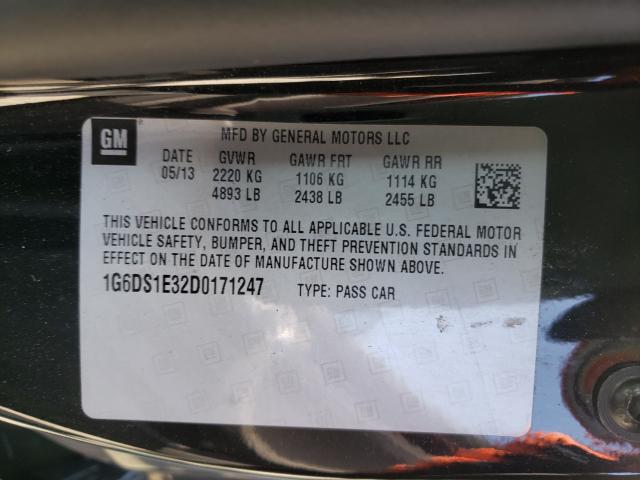 GM
MFD BY GENERAL MOTORS LLC
DATE GVWR GAWR FRT GAWR RR
05/13 2220 KG 1106 KG 1114 KG
4893 LB 2438 LB 2455 LB
THIS VEHICLE CONFORMS TO ALL APPLICABLE U.S. FEDERAL MOTOR
VEHICLE SAFETY, BUMPER, AND THEFT PREVENTION STANDARDS IN
EFFECT ON THE DATE OF MANUFACTURE SHOWN ABOVE.
1G6DS1E32D0171247 TYPE: PASS CAR